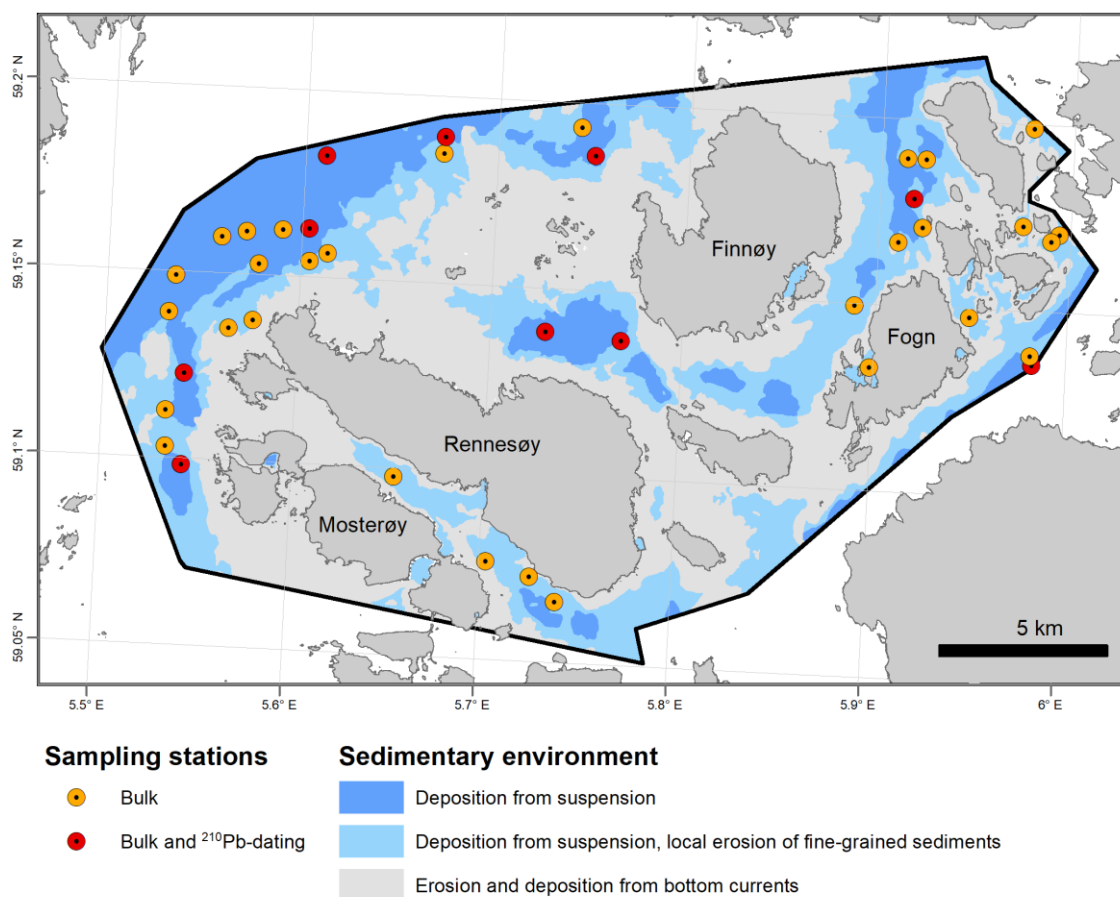 59.2° N
59.15° N
59.1° N
59.05° N
Finnøy
Fogn
Rennesøy
Mosterøy
5 km
5.5° E
5.6° E
5.7° E
5.8° E
5.9° E
6° E
Sampling stations
Bulk
Bulk and ²¹⁰Pb-dating
Sedimentary environment
Deposition from suspension
Deposition from suspension, local erosion of fine-grained sediments
Erosion and deposition from bottom currents